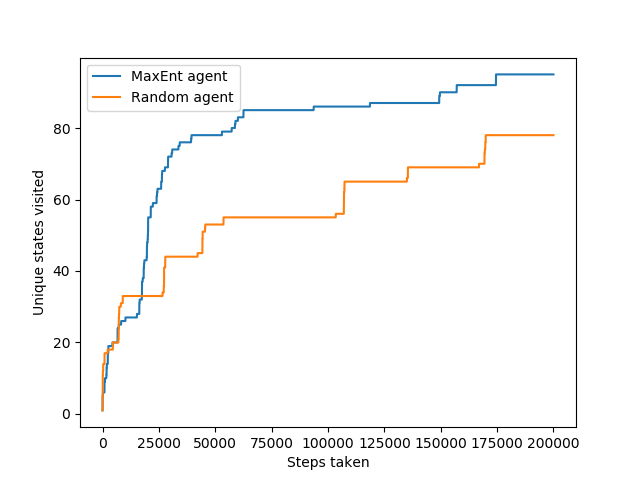 MaxEnt agent
Random agent
Unique states visited
80
60
40
20
0
0 25000 50000 75000 100000 125000 150000 175000 200000
Steps taken